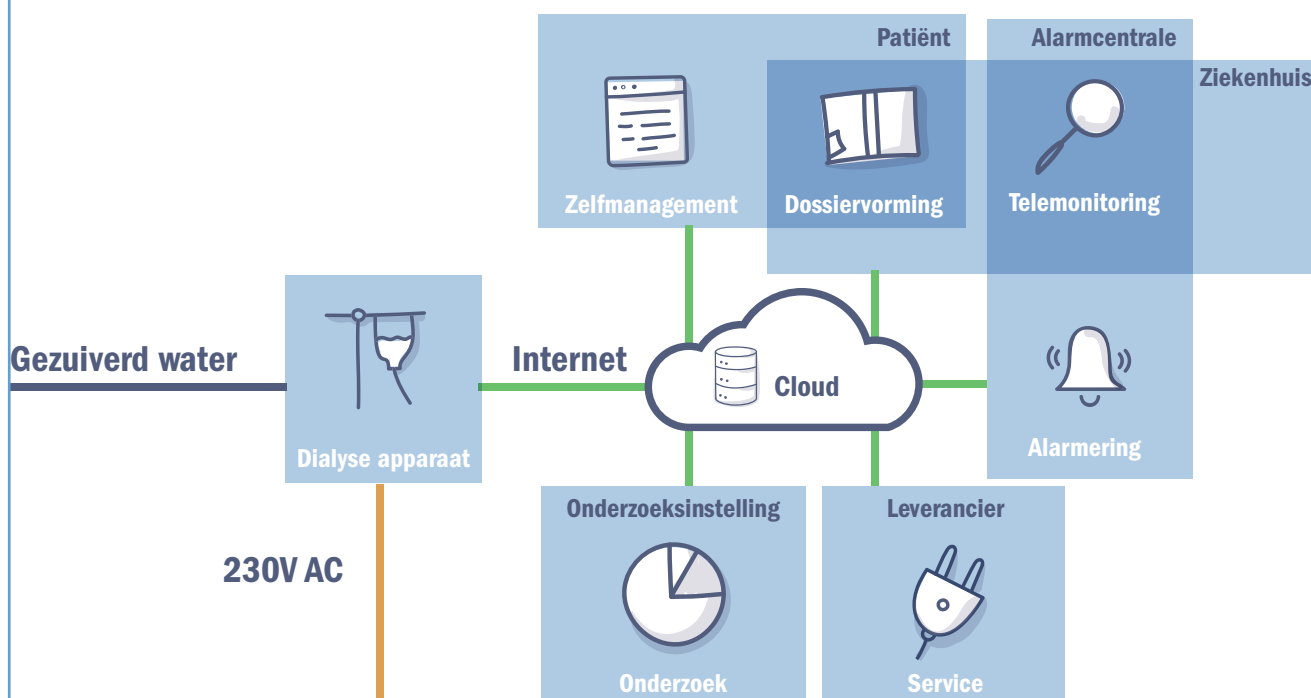 Patiënt
Alarmcentrale
Ziekenhuis
Zelfmanagement
Dossiervorming
Telemonitoring
Gezuiverd water
Internet
Cloud
Dialyse apparaat
Alarmering
230V AC
Onderzoeksinstelling
Leverancier
Onderzoek
Service